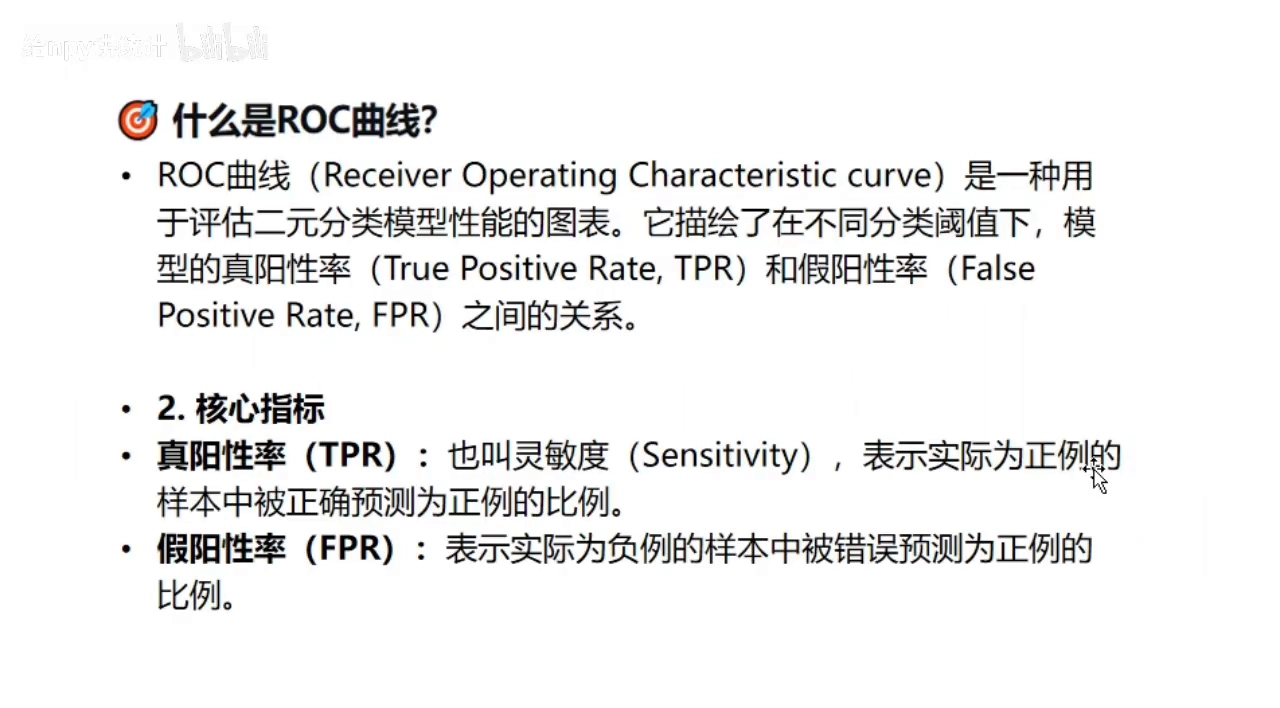 bilibili
什么是ROC曲线？
• ROC曲线（Receiver Operating Characteristic curve）是一种用
于评估二元分类模型性能的图表。它描绘了在不同分类阈值下，模
型的真阳性率（True Positive Rate, TPR）和假阳性率（False
Positive Rate, FPR）之间的关系。
• 2. 核心指标
• 真阳性率（TPR）：也叫灵敏度（Sensitivity），表示实际为正例的
样本中被正确预测为正例的比例。
• 假阳性率（FPR）：表示实际为负例的样本中被错误预测为正例的
比例。